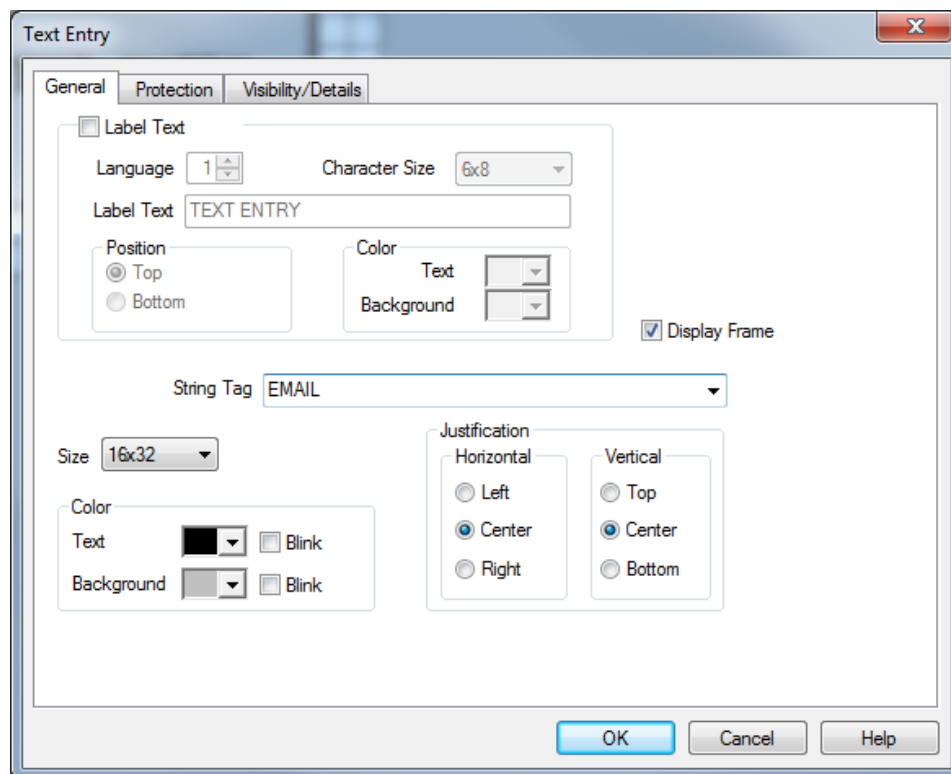 Text Entry
General Protection Visibility/Details
Label Text
Language 1 Character Size 6x8
Label Text TEXT ENTRY
Position Color
Top Text
Bottom Background
Display Frame
String Tag EMAIL
Justification
Size 16x32 Horizontal Vertical
Left Top
Color
Text Blink Center Center
Background Blink Right Bottom
OK Cancel Help